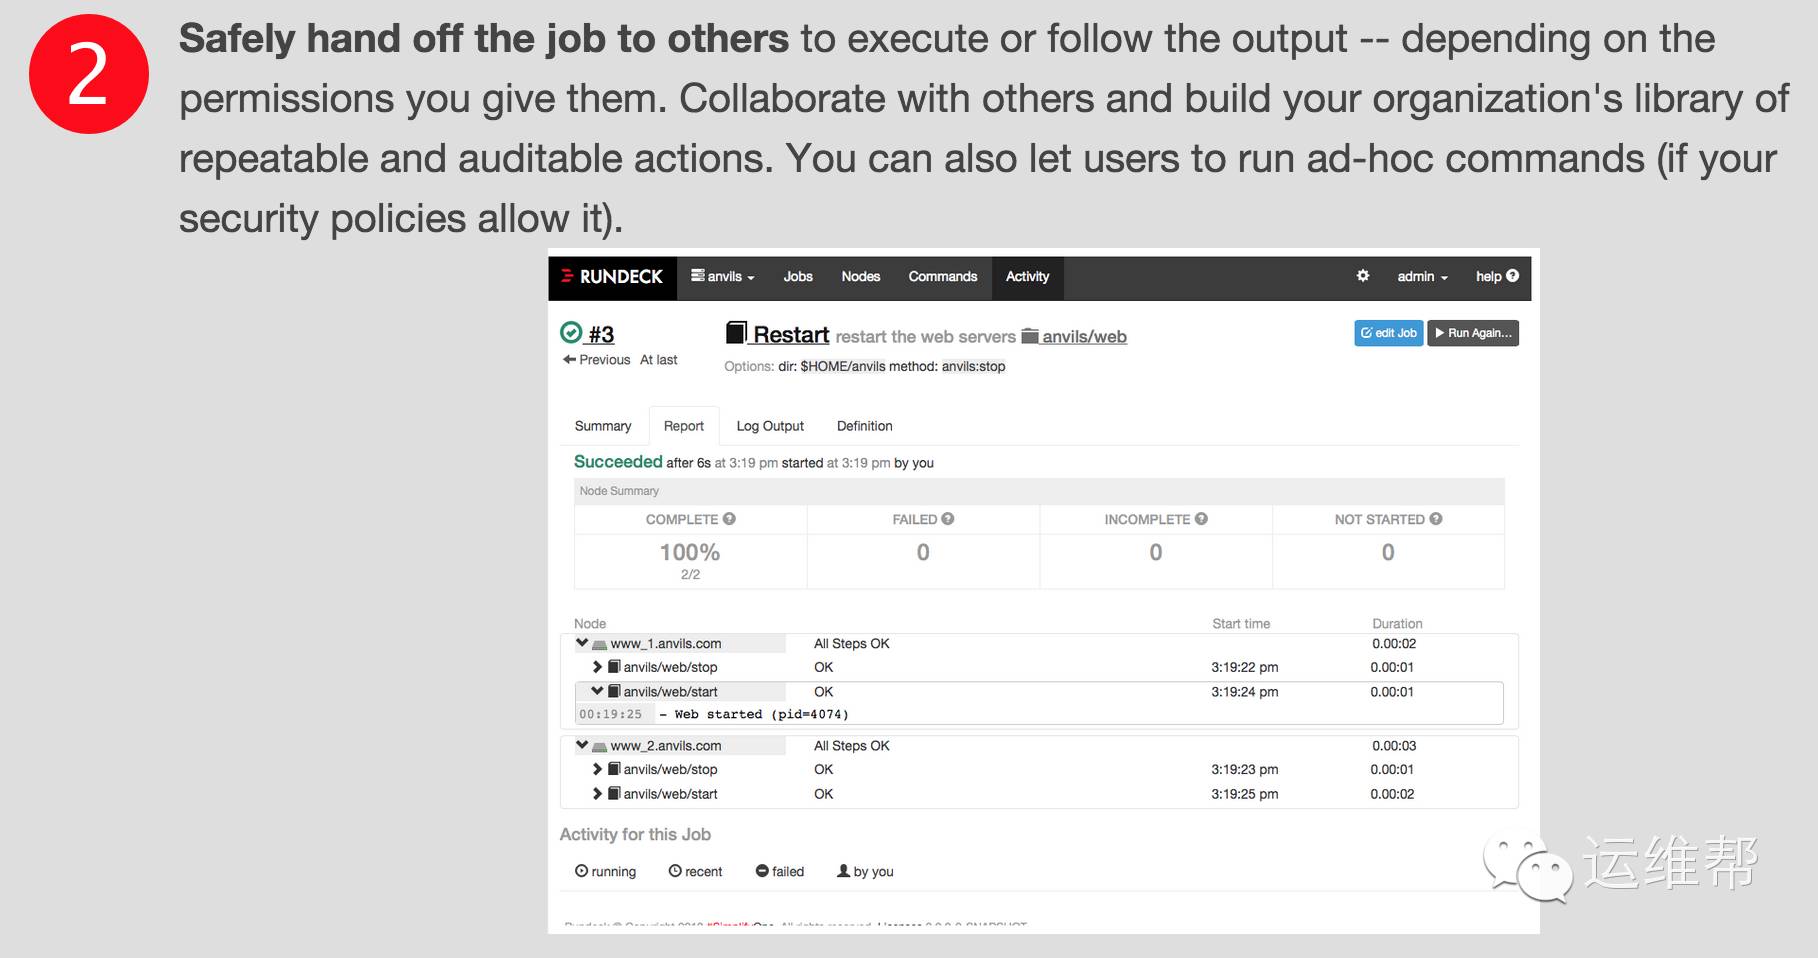 2
Safely hand off the job to others to execute or follow the output -- depending on the
permissions you give them. Collaborate with others and build your organization's library of
repeatable and auditable actions. You can also let users to run ad-hoc commands (if your
security policies allow it).
RUNDECK anvils Jobs Nodes Commands Activity admin help
#3 Restart restart the web servers anvils/web edit Job Run Again...
Previous At last
Options: dir: $HOME/anvils method: anvils:stop
Summary Report Log Output Definition
Succeeded after 6s at 3:19 pm started at 3:19 pm by you
Node Summary
COMPLETE FAILED INCOMPLETE NOT STARTED
100% 0 0 0
2/2
Node Start time Duration
www_1.anvils.com All Steps OK 0.00:02
anvils/web/stop OK 3:19:22 pm 0.00:01
anvils/web/start OK 3:19:24 pm 0.00:01
00:19:25 - Web started (pid=4074)
www_2.anvils.com All Steps OK 0.00:03
anvils/web/stop OK 3:19:23 pm 0.00:01
anvils/web/start OK 3:19:25 pm 0.00:02
Activity for this Job
running recent failed by you
运维帮